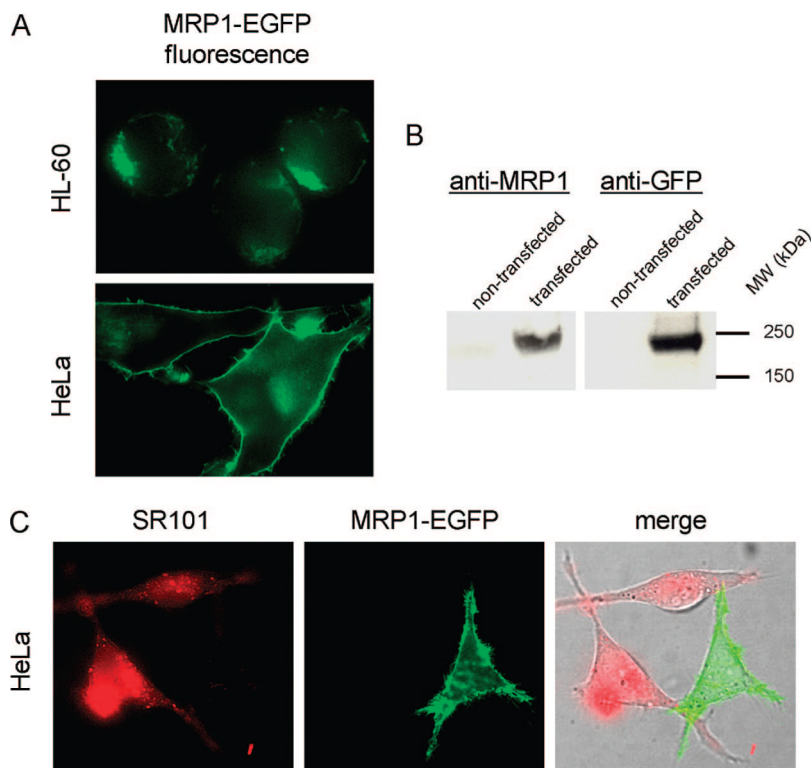 A
MRP1-EGFP
fluorescence
HL-60
HeLa
B
anti-MRP1
anti-GFP
non-transfected
transfected
non-transfected
transfected
MW (kDa)
250
150
C
SR101
MRP1-EGFP
merge
HeLa